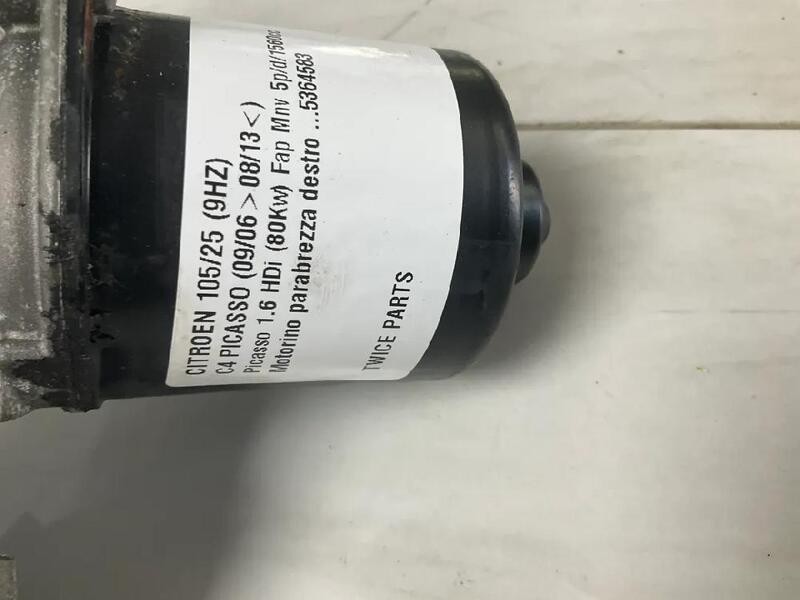 CITROEN 105/25 (9HZ)
C4 PICASSO (09/06 > 08/13 <)
Picasso 1.6 HDi (80Kw) Fap Mnv 5p/d/1560cc
Motorino parabrezza destro ...5364583
TWICE PARTS